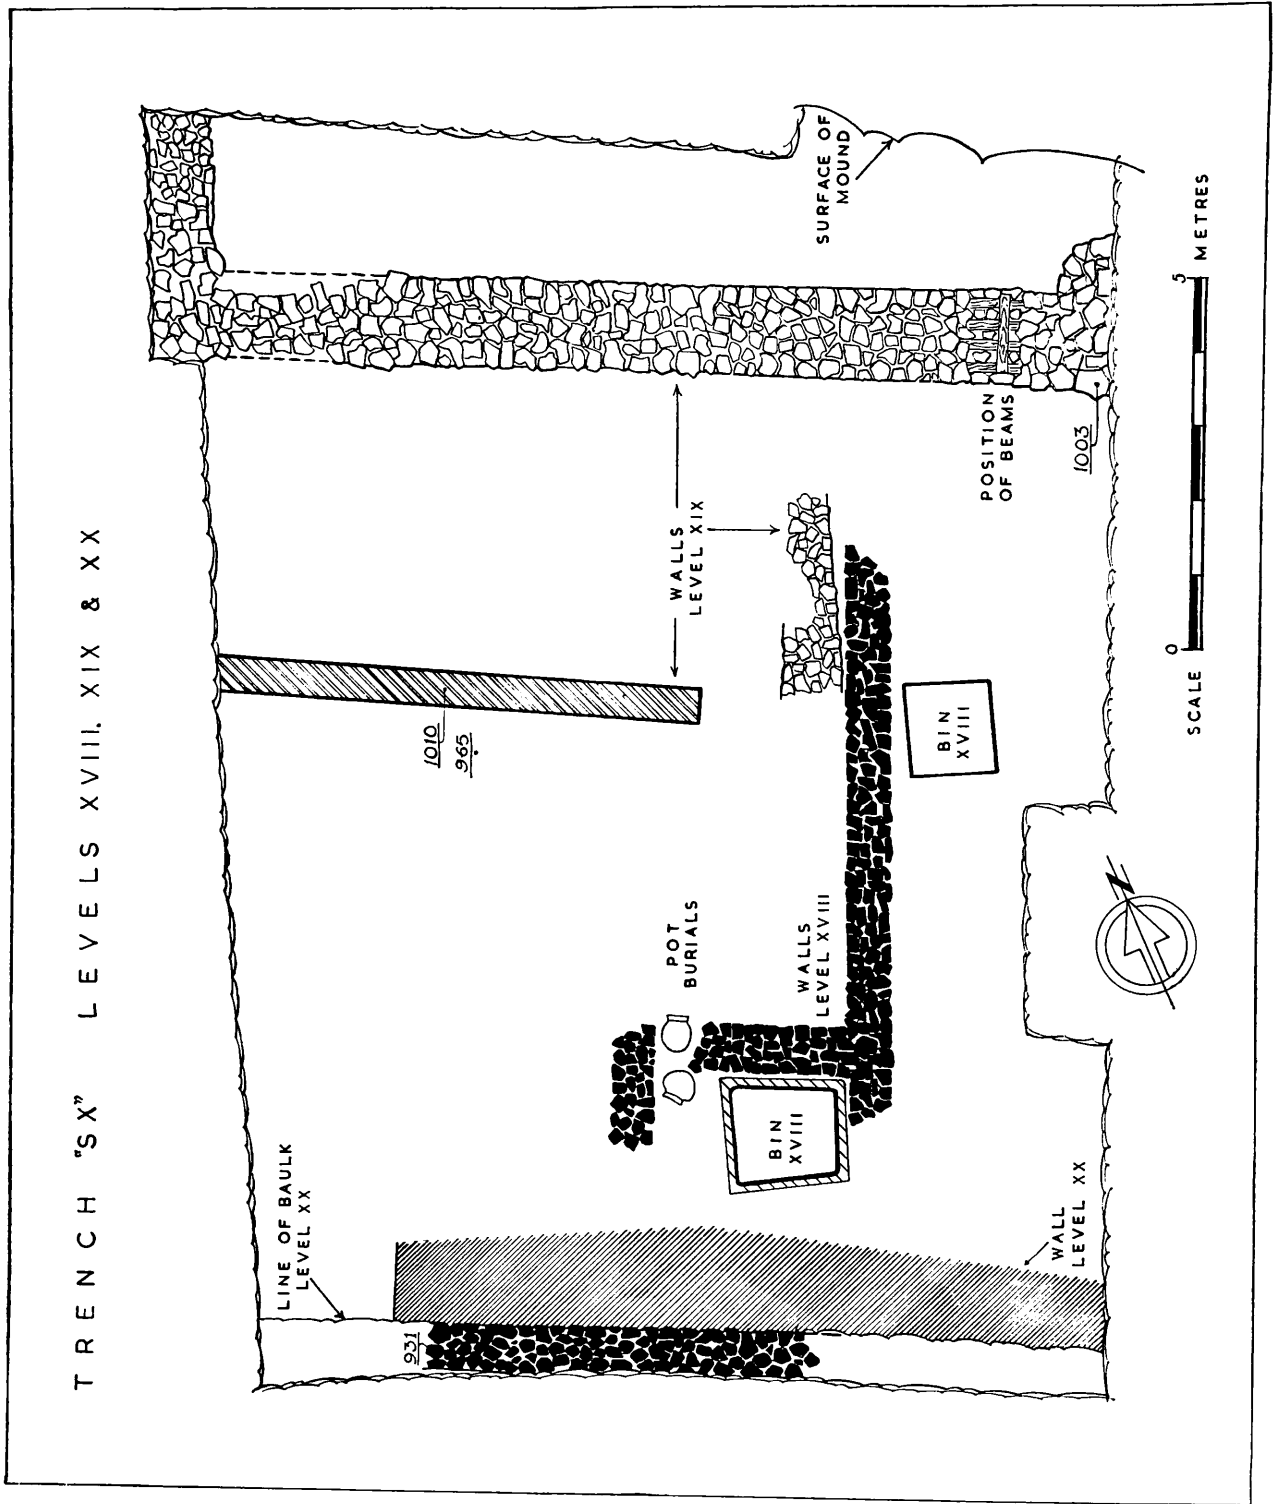 TRENCH "SX" LEVELS XVIII, XIX & XX
LINE OF BAULK
LEVEL XX
931
POT
BURIALS
1010
965
WALLS
LEVEL XIX
SURFACE OF
MOUND
POSITION
OF BEAMS
1003
WALLS
LEVEL XVIII
BIN
XVIII
BIN
XVIII
WALL
LEVEL XX
N
SCALE
0
5
METRES